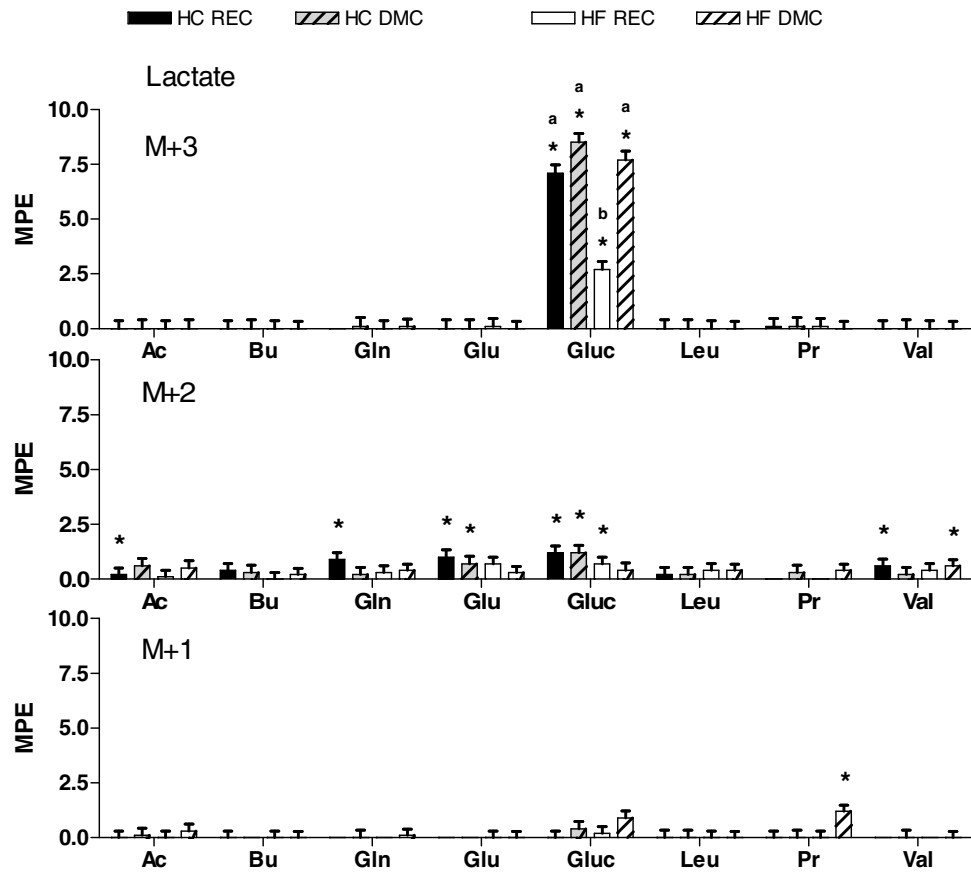 HC REC HC DMC HF REC HF DMC
Lactate
M+3
MPE
10.0
7.5
5.0
2.5
0.0
a a a
* * *
b
*
Ac Bu Gln Glu Gluc Leu Pr Val
M+2
MPE
10.0
7.5
5.0
2.5
0.0
* * * * * * * * *
Ac Bu Gln Glu Gluc Leu Pr Val
M+1
MPE
10.0
7.5
5.0
2.5
0.0
*
Ac Bu Gln Glu Gluc Leu Pr Val